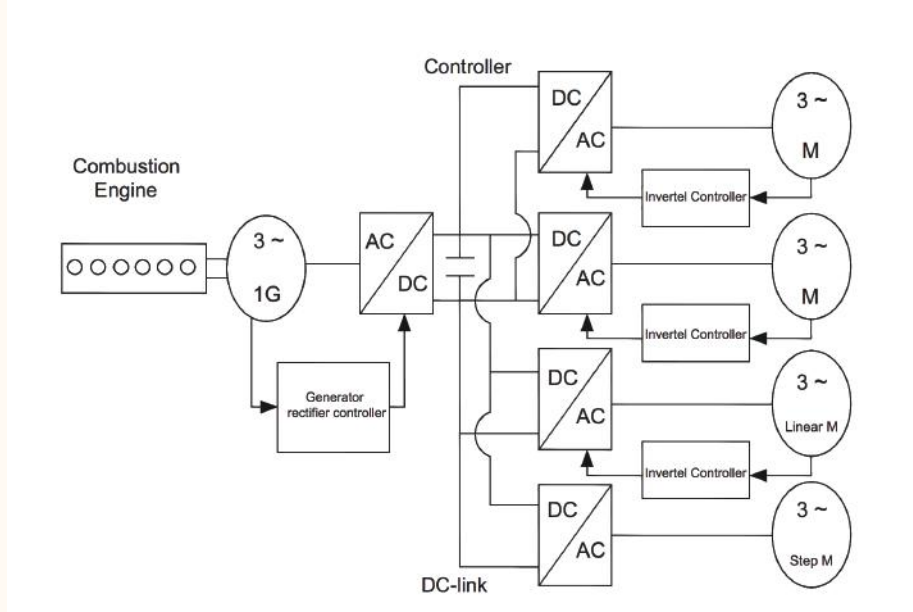 Controller
DC
AC
3 ~
M
Invertel Controller
Combustion
Engine
3 ~
1G
AC
DC
DC
AC
3 ~
M
Invertel Controller
Generator
rectifier controller
DC
AC
3 ~
Linear M
Invertel Controller
DC
AC
3 ~
Step M
DC-link